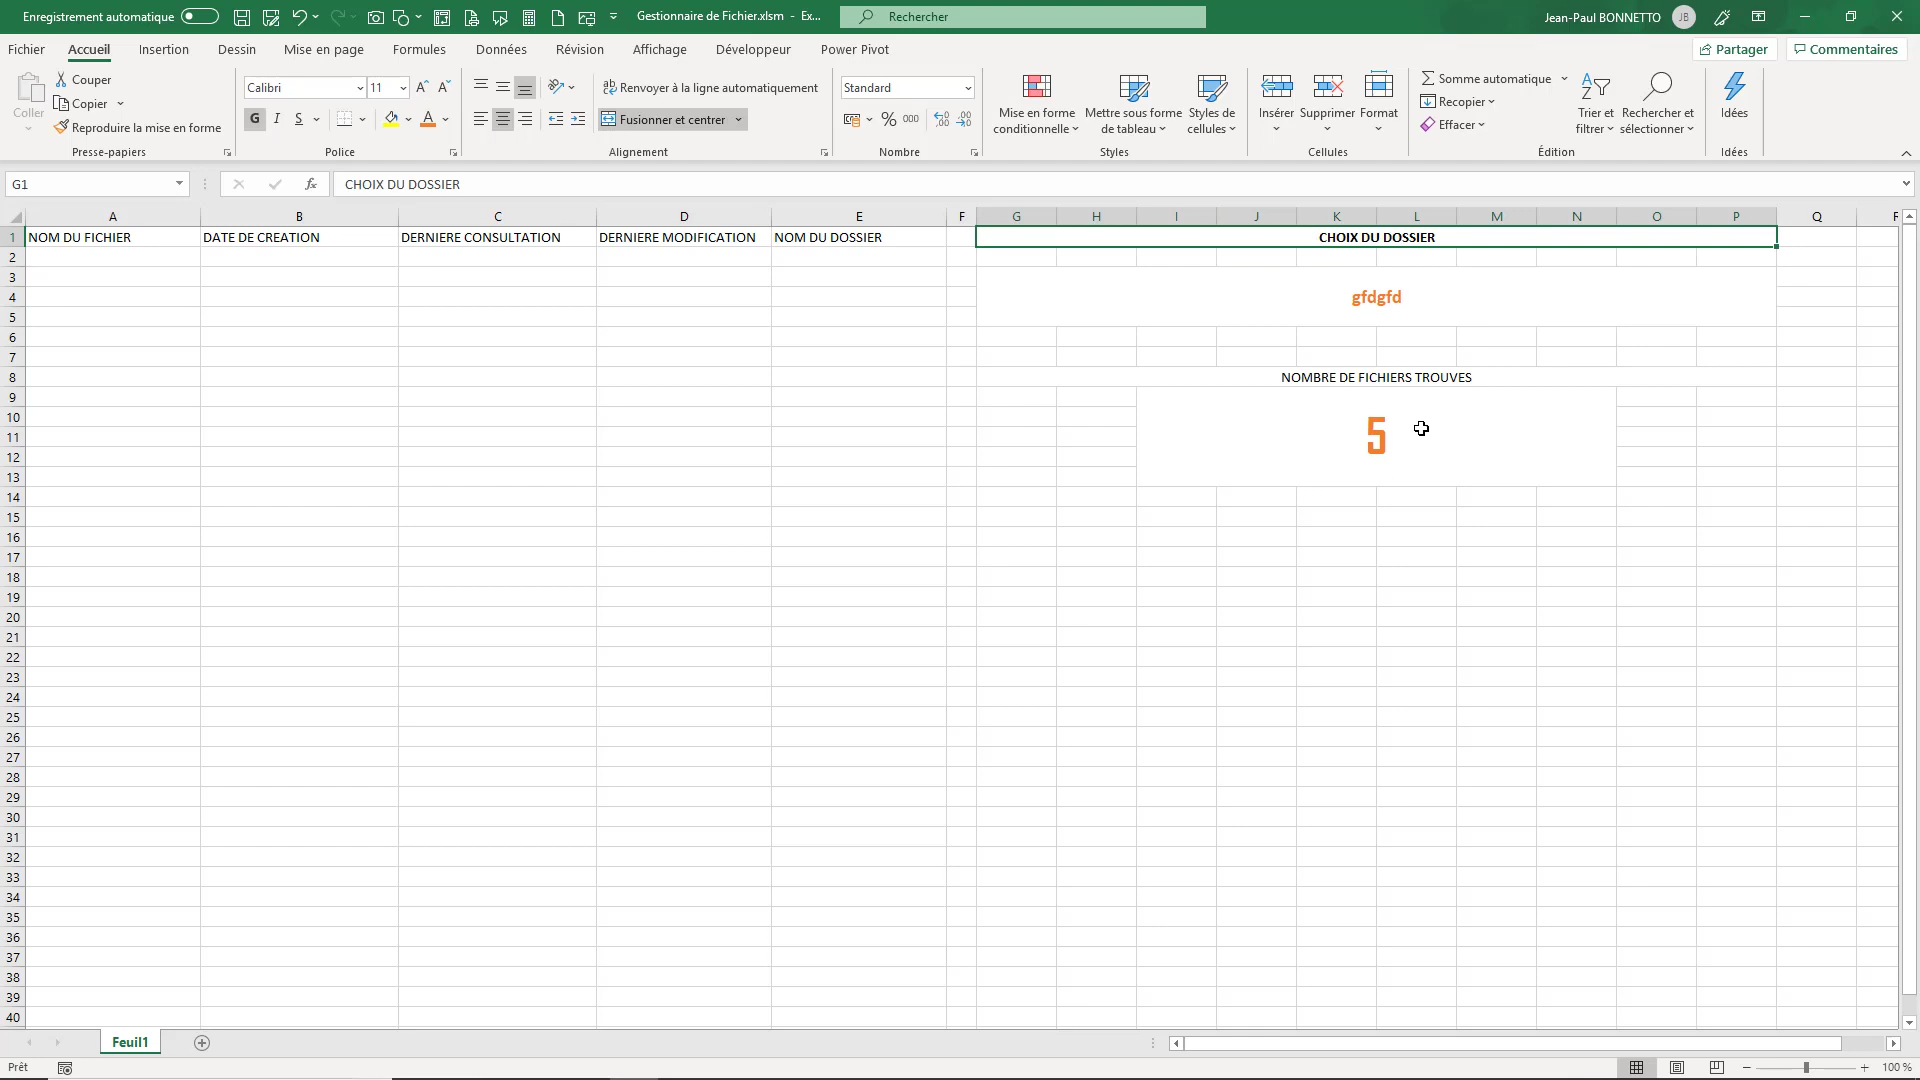 Enregistrement automatique
Gestionnaire de Fichier.xlsm - Ex...
Rechercher
Jean-Paul BONNETTO
JB
Fichier Accueil Insertion Dessin Mise en page Formules Données Révision Affichage Développeur Power Pivot
Partager
Commentaires
Coller
Couper
Copier
Reproduire la mise en forme
Presse-papiers
Calibri 11
G I S
Police
Renvoyer à la ligne automatiquement
Fusionner et centrer
Alignement
Standard
% 000
Nombre
Mise en forme
conditionnelle
Mettre sous forme
de tableau
Styles de
cellules
Styles
Insérer
Supprimer
Format
Cellules
Somme automatique
Recopier
Effacer
Trier et
filtrer
Rechercher et
sélectionner
Édition
Idées
Idées
G1
fx
CHOIX DU DOSSIER
A B C D E F G H I J K L M N O P Q
1 NOM DU FICHIER DATE DE CREATION DERNIERE CONSULTATION DERNIERE MODIFICATION NOM DU DOSSIER CHOIX DU DOSSIER
2
3
4 gfdgfd
5
6
7
8 NOMBRE DE FICHIERS TROUVES
9
10
11 5
12
13
14
15
16
17
18
19
20
21
22
23
24
25
26
27
28
29
30
31
32
33
34
35
36
37
38
39
40
Feuil1
Prêt
100 %